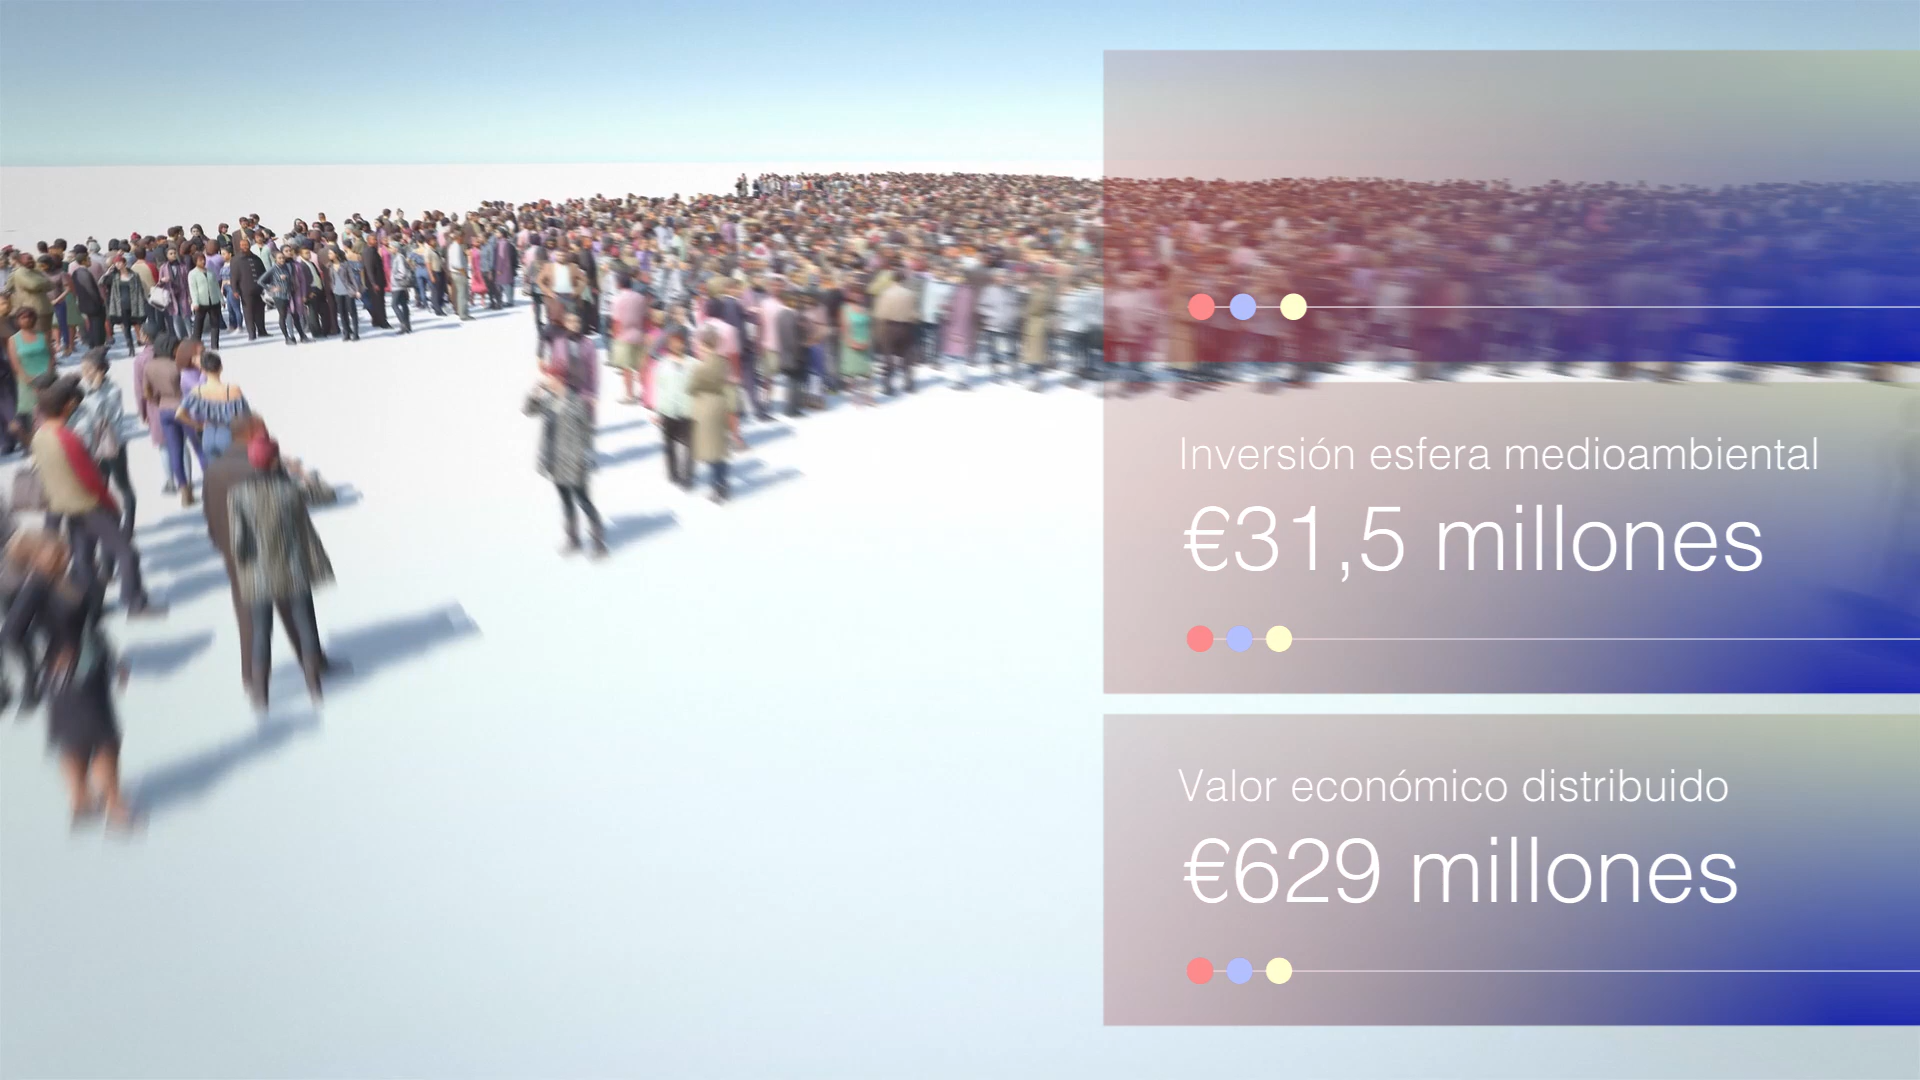 Inversión esfera medioambiental
€31,5 millones
Valor económico distribuido
€629 millones